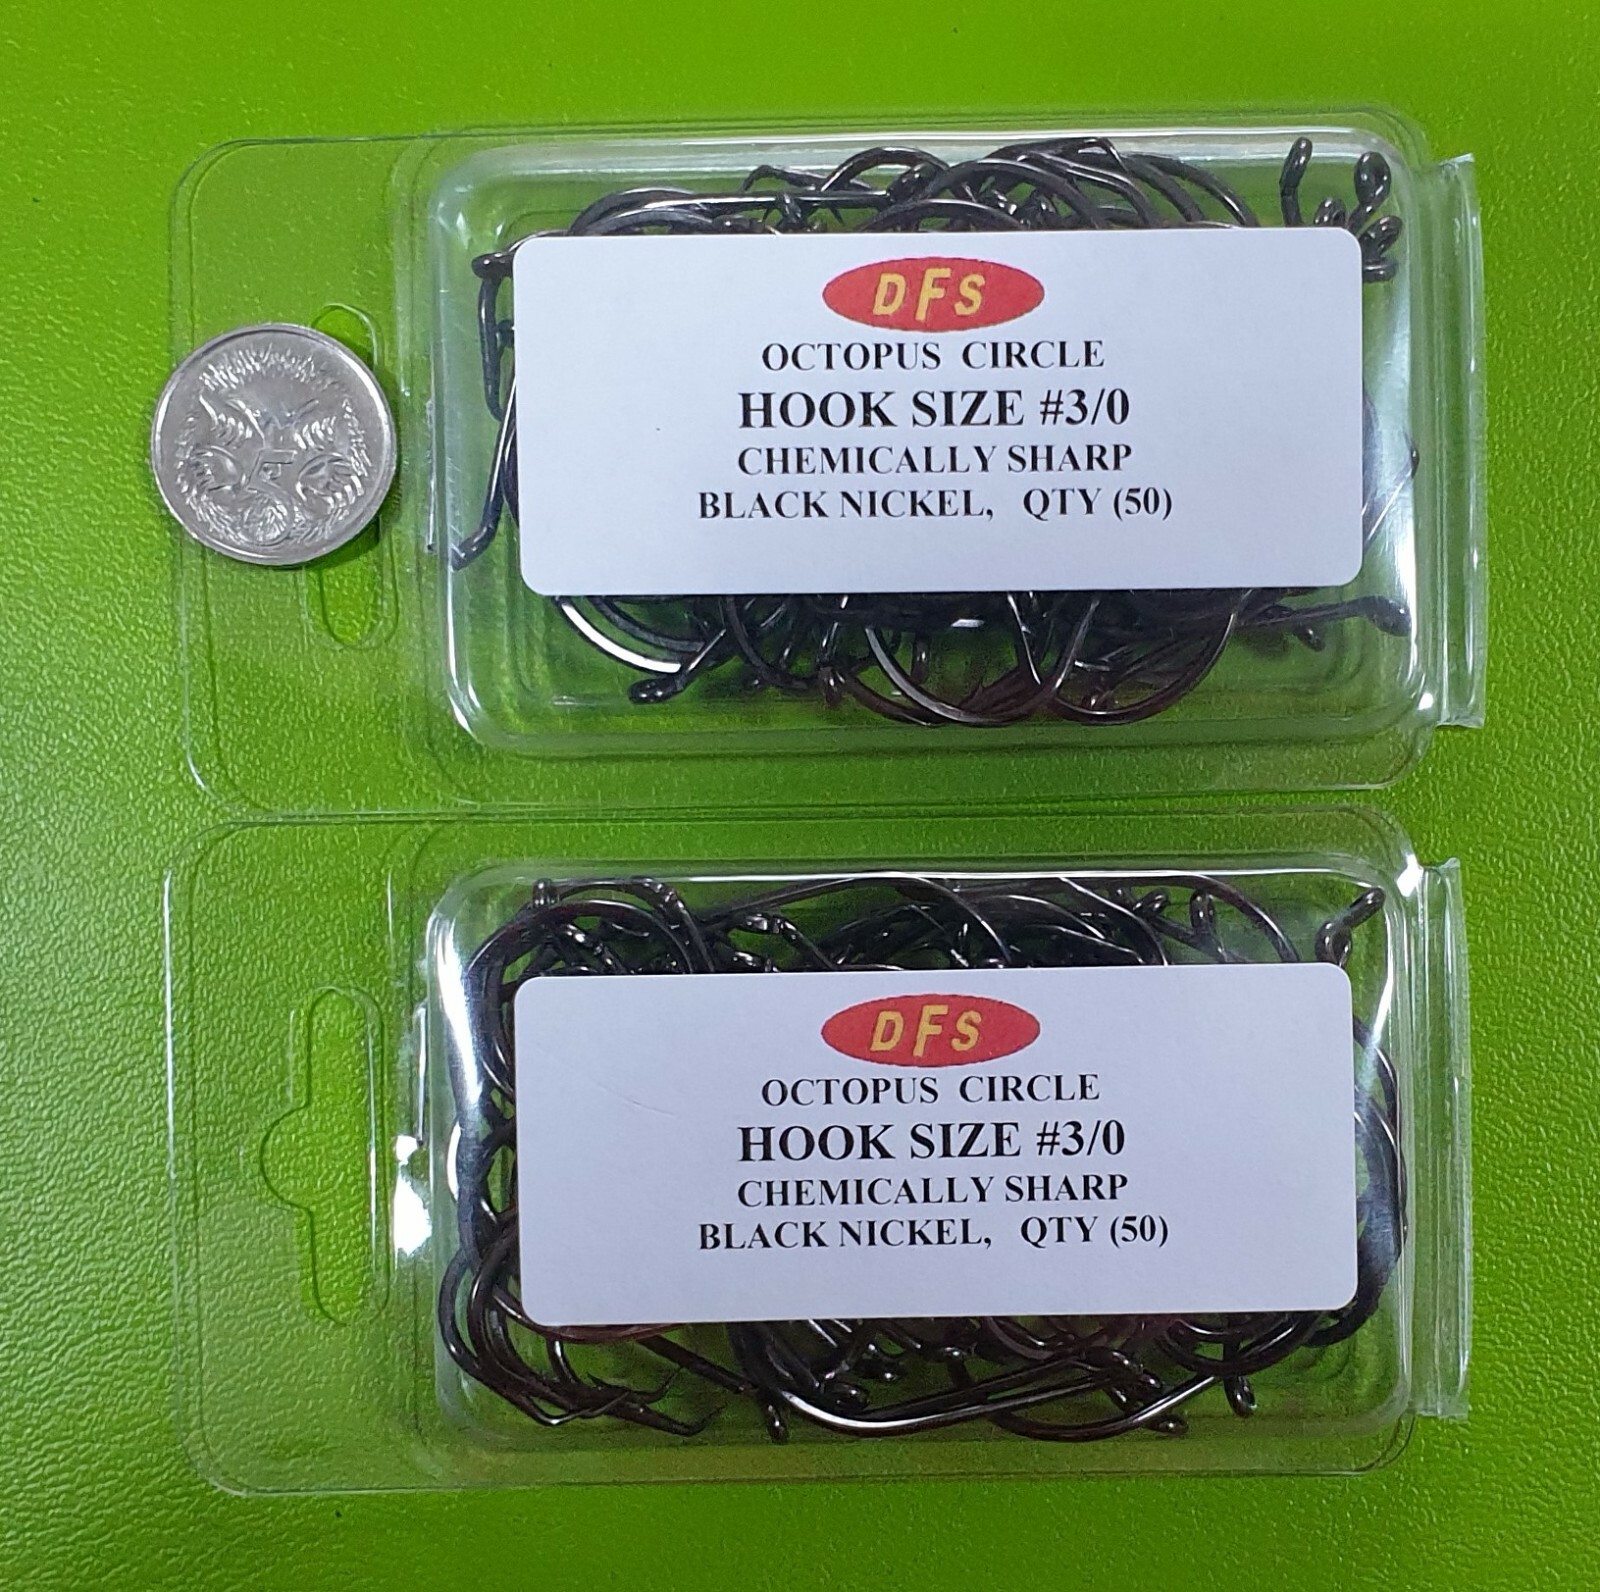 DFS
OCTOPUS CIRCLE
HOOK SIZE #3/0
CHEMICALLY SHARP
BLACK NICKEL, QTY (50)
DFS
OCTOPUS CIRCLE
HOOK SIZE #3/0
CHEMICALLY SHARP
BLACK NICKEL, QTY (50)